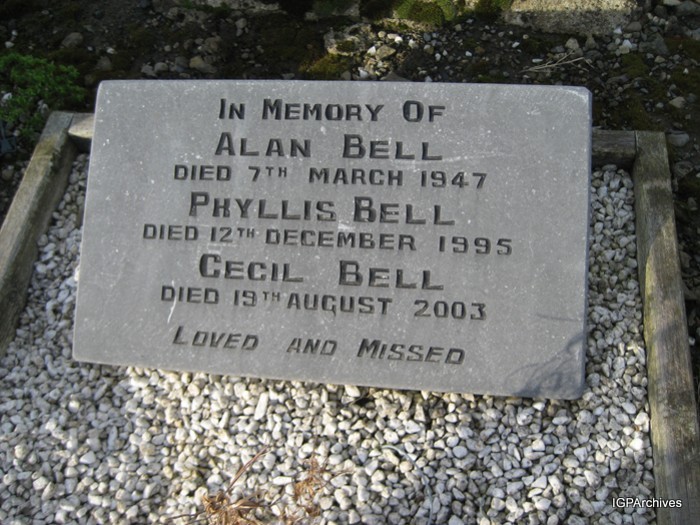 In Memory Of
Alan Bell
died 7th March 1947
Phyllis Bell
died 12th December 1995
Cecil Bell
died 19th August 2003
Loved and Missed
IGPArchives